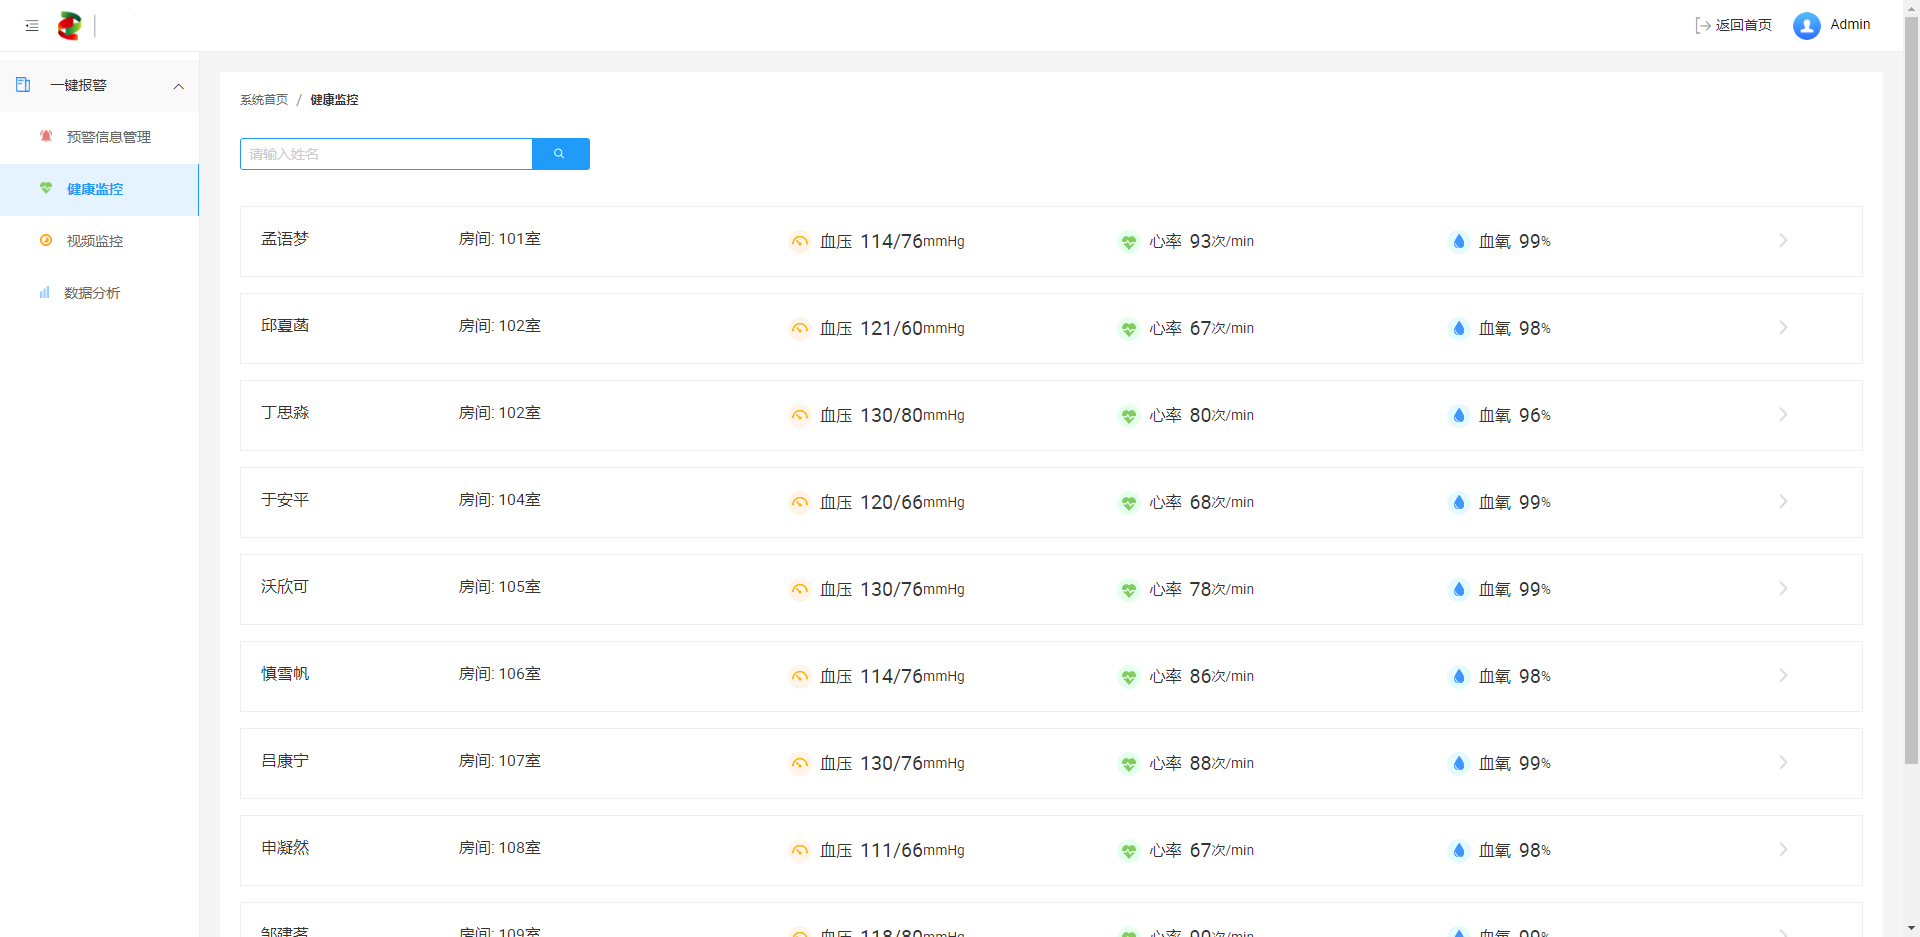 返回首页 Admin
一键报警
预警信息管理
健康监控
视频监控
数据分析
系统首页 / 健康监控
请输入姓名
孟语梦 房间: 101室 血压 114/76mmHg 心率 93次/min 血氧 99%
邱夏菡 房间: 102室 血压 121/60mmHg 心率 67次/min 血氧 98%
丁思淼 房间: 102室 血压 130/80mmHg 心率 80次/min 血氧 96%
于安平 房间: 104室 血压 120/66mmHg 心率 68次/min 血氧 99%
沃欣可 房间: 105室 血压 130/76mmHg 心率 78次/min 血氧 99%
慎雪帆 房间: 106室 血压 114/76mmHg 心率 86次/min 血氧 98%
吕康宁 房间: 107室 血压 130/76mmHg 心率 88次/min 血氧 99%
申凝然 房间: 108室 血压 111/66mmHg 心率 67次/min 血氧 98%
房间: 109室 血压 118/80mmHg 心率 90次/min 血氧 99%